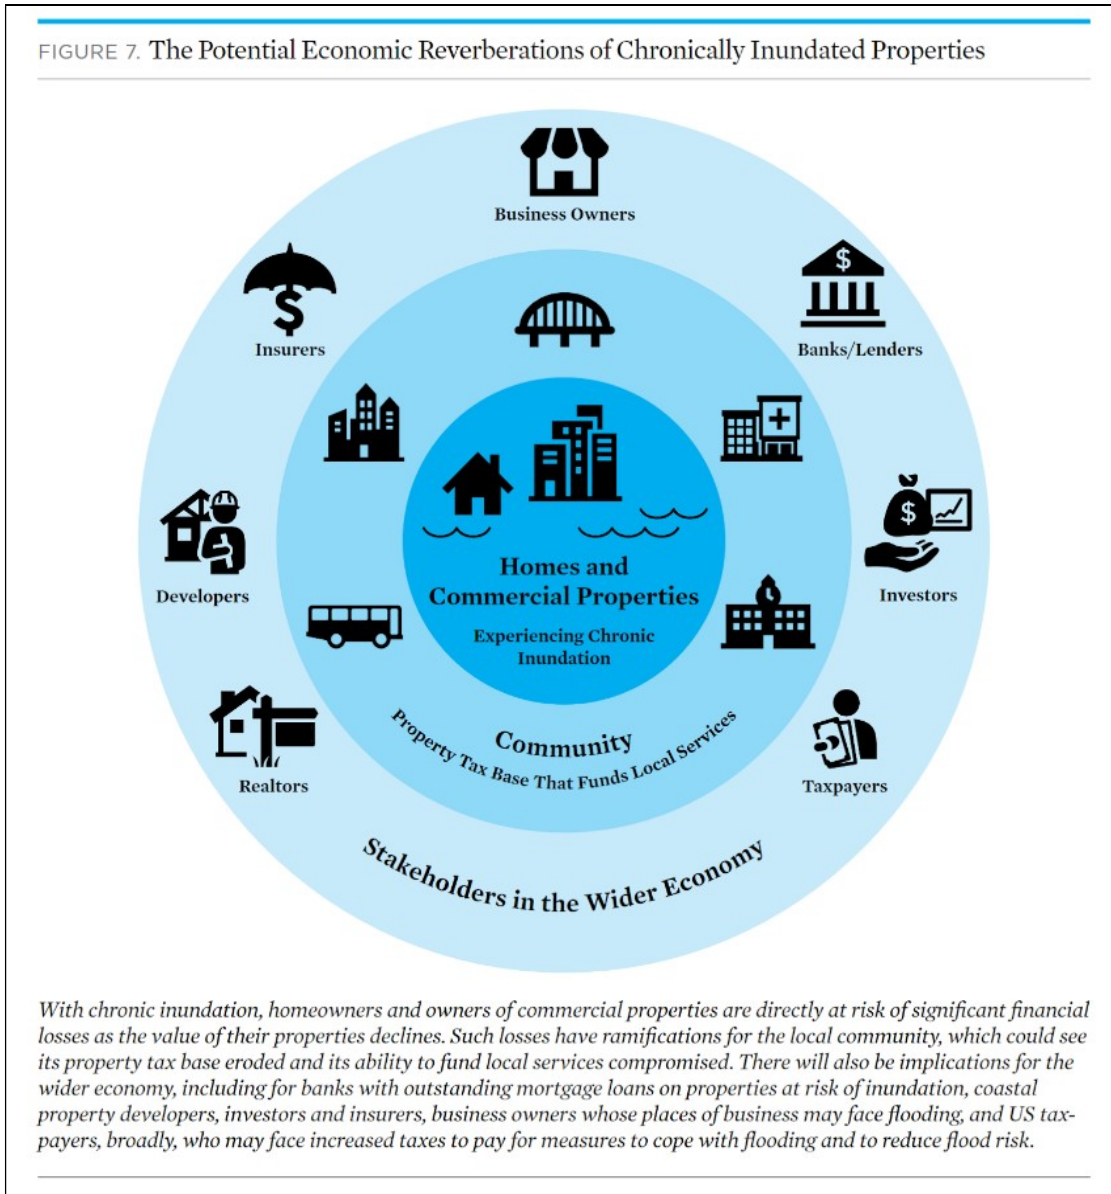 FIGURE 7. The Potential Economic Reverberations of Chronically Inundated Properties
Business Owners
$
Insurers
$
Banks/Lenders
Developers
$
Investors
Homes and
Commercial Properties
Experiencing Chronic
Inundation
Realtors
Community
Property Tax Base That Funds Local Services
Taxpayers
Stakeholders in the Wider Economy
With chronic inundation, homeowners and owners of commercial properties are directly at risk of significant financial
losses as the value of their properties declines. Such losses have ramifications for the local community, which could see
its property tax base eroded and its ability to fund local services compromised. There will also be implications for the
wider economy, including for banks with outstanding mortgage loans on properties at risk of inundation, coastal
property developers, investors and insurers, business owners whose places of business may face flooding, and US tax-
payers, broadly, who may face increased taxes to pay for measures to cope with flooding and to reduce flood risk.